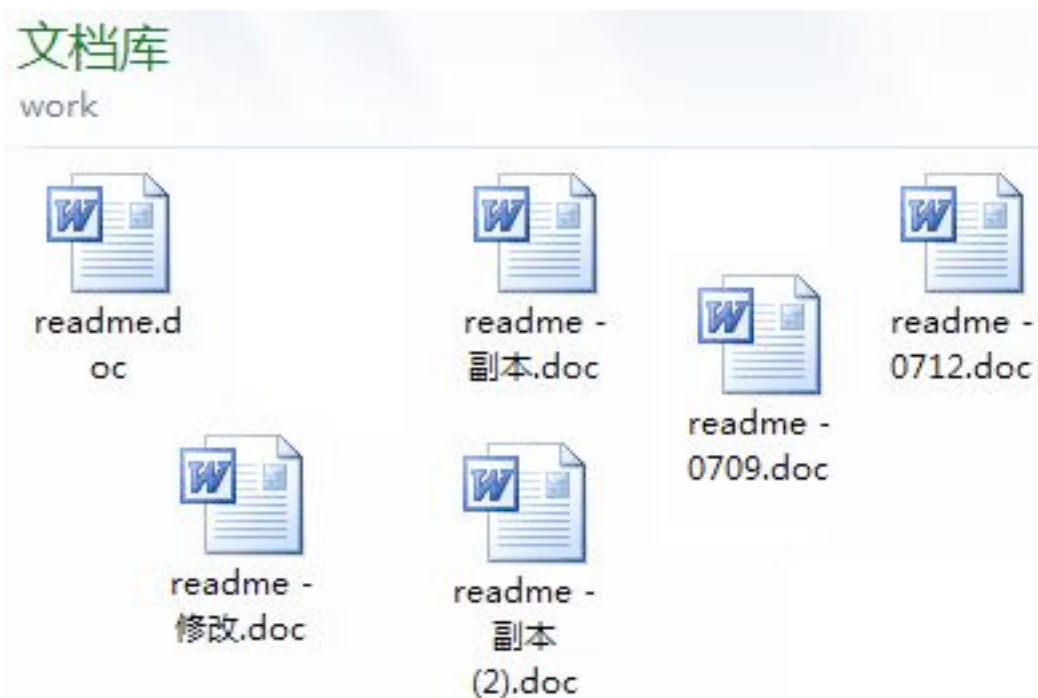 文档库
work
readme.d
oc
readme -
副本.doc
readme -
0709.doc
readme -
0712.doc
readme -
修改.doc
readme -
副本
(2).doc